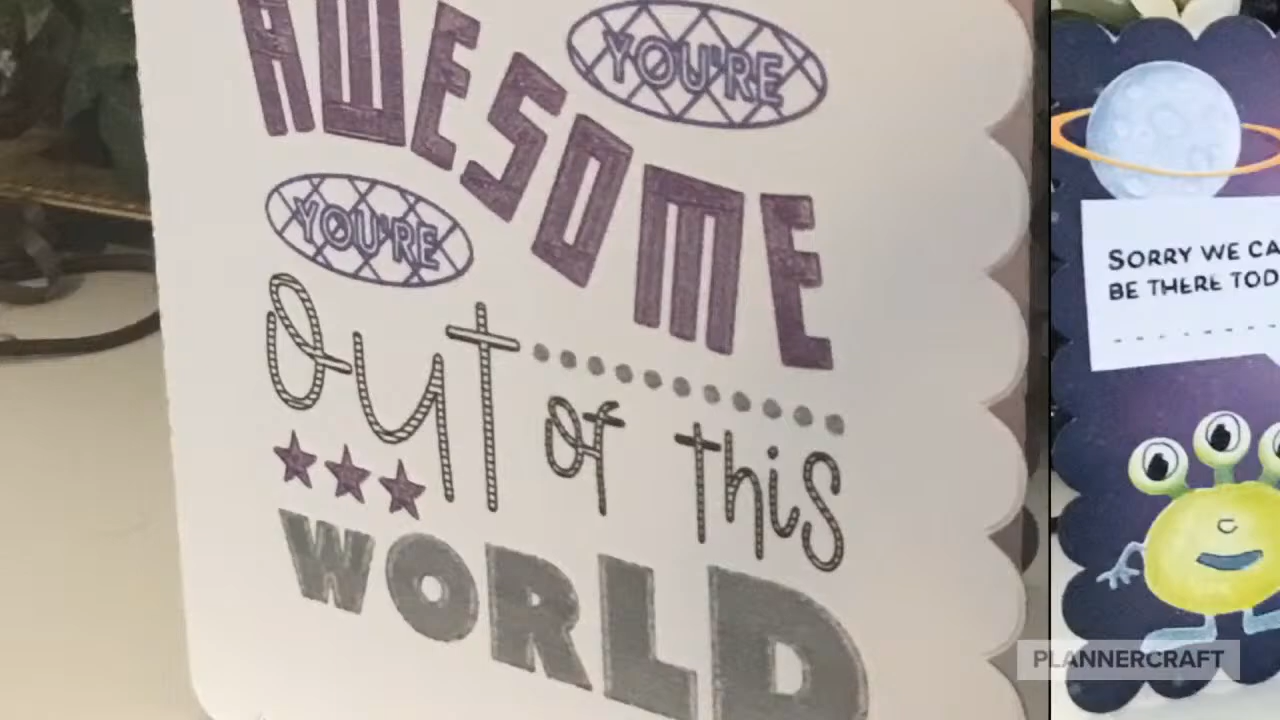 YOU'RE
AWESOME
YOU'RE
Out of this
WORLD
SORRY WE CA
BE THERE TOD
PLANNERCRAFT